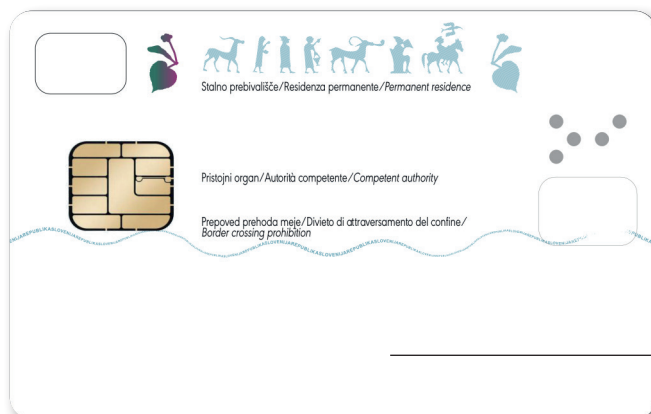 Stalno prebivališče/Residenza permanente/Permanent residence
Pristojni organ/Autorità competente/Competent authority
Prepoved prehoda meje/Divieto di attraversamento del confine/
Border crossing prohibition
REPUBLIKASLOVENIJAREPUBLIKASLOVENIJAREPUBLIKASLOVENIJA